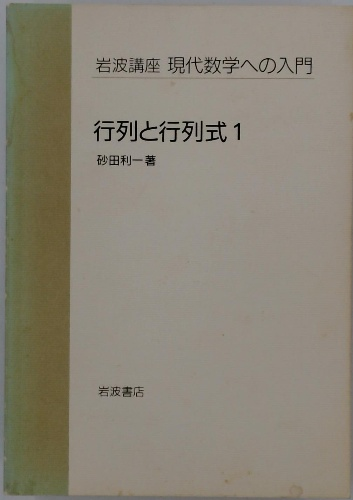 岩波講座 現代数学への入門
行列と行列式1
砂田利一著
岩波書店